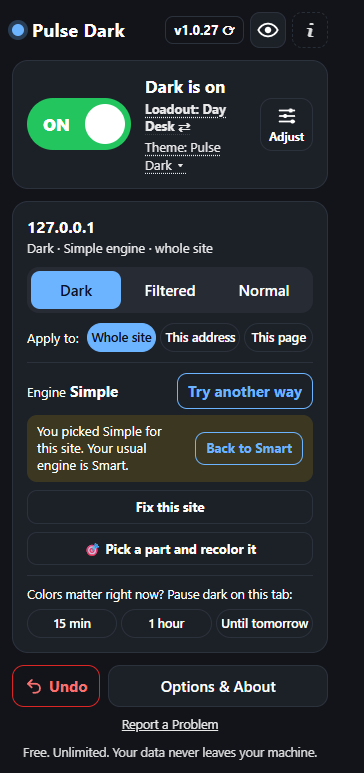 Pulse Dark
v1.0.27 ⟳
i
ON
Dark is on
Loadout: Day
Desk ⇄
Theme: Pulse
Dark ▾
Adjust
127.0.0.1
Dark · Simple engine · whole site
Dark
Filtered
Normal
Apply to:
Whole site
This address
This page
Engine Simple
Try another way
You picked Simple for
this site. Your usual
engine is Smart.
Back to Smart
Fix this site
🎯 Pick a part and recolor it
Colors matter right now? Pause dark on this tab:
15 min
1 hour
Until tomorrow
Undo
Options & About
Report a Problem
Free. Unlimited. Your data never leaves your machine.